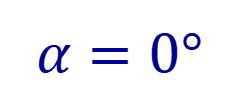 α = 0°